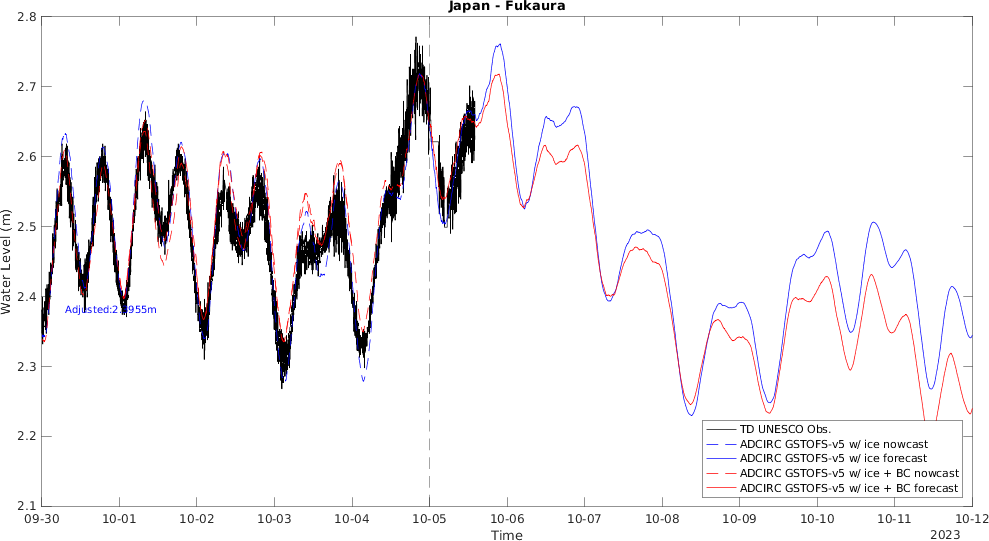 Japan - Fukaura
Water Level (m)
2.8
2.7
2.6
2.5
2.4
2.3
2.2
2.1
Adjusted:2. 955m
TD UNESCO Obs.
ADCIRC GSTOFS-v5 w/ ice nowcast
ADCIRC GSTOFS-v5 w/ ice forecast
ADCIRC GSTOFS-v5 w/ ice + BC nowcast
ADCIRC GSTOFS-v5 w/ ice + BC forecast
09-30 10-01 10-02 10-03 10-04 10-05 10-06 10-07 10-08 10-09 10-10 10-11 10-12
Time
2023